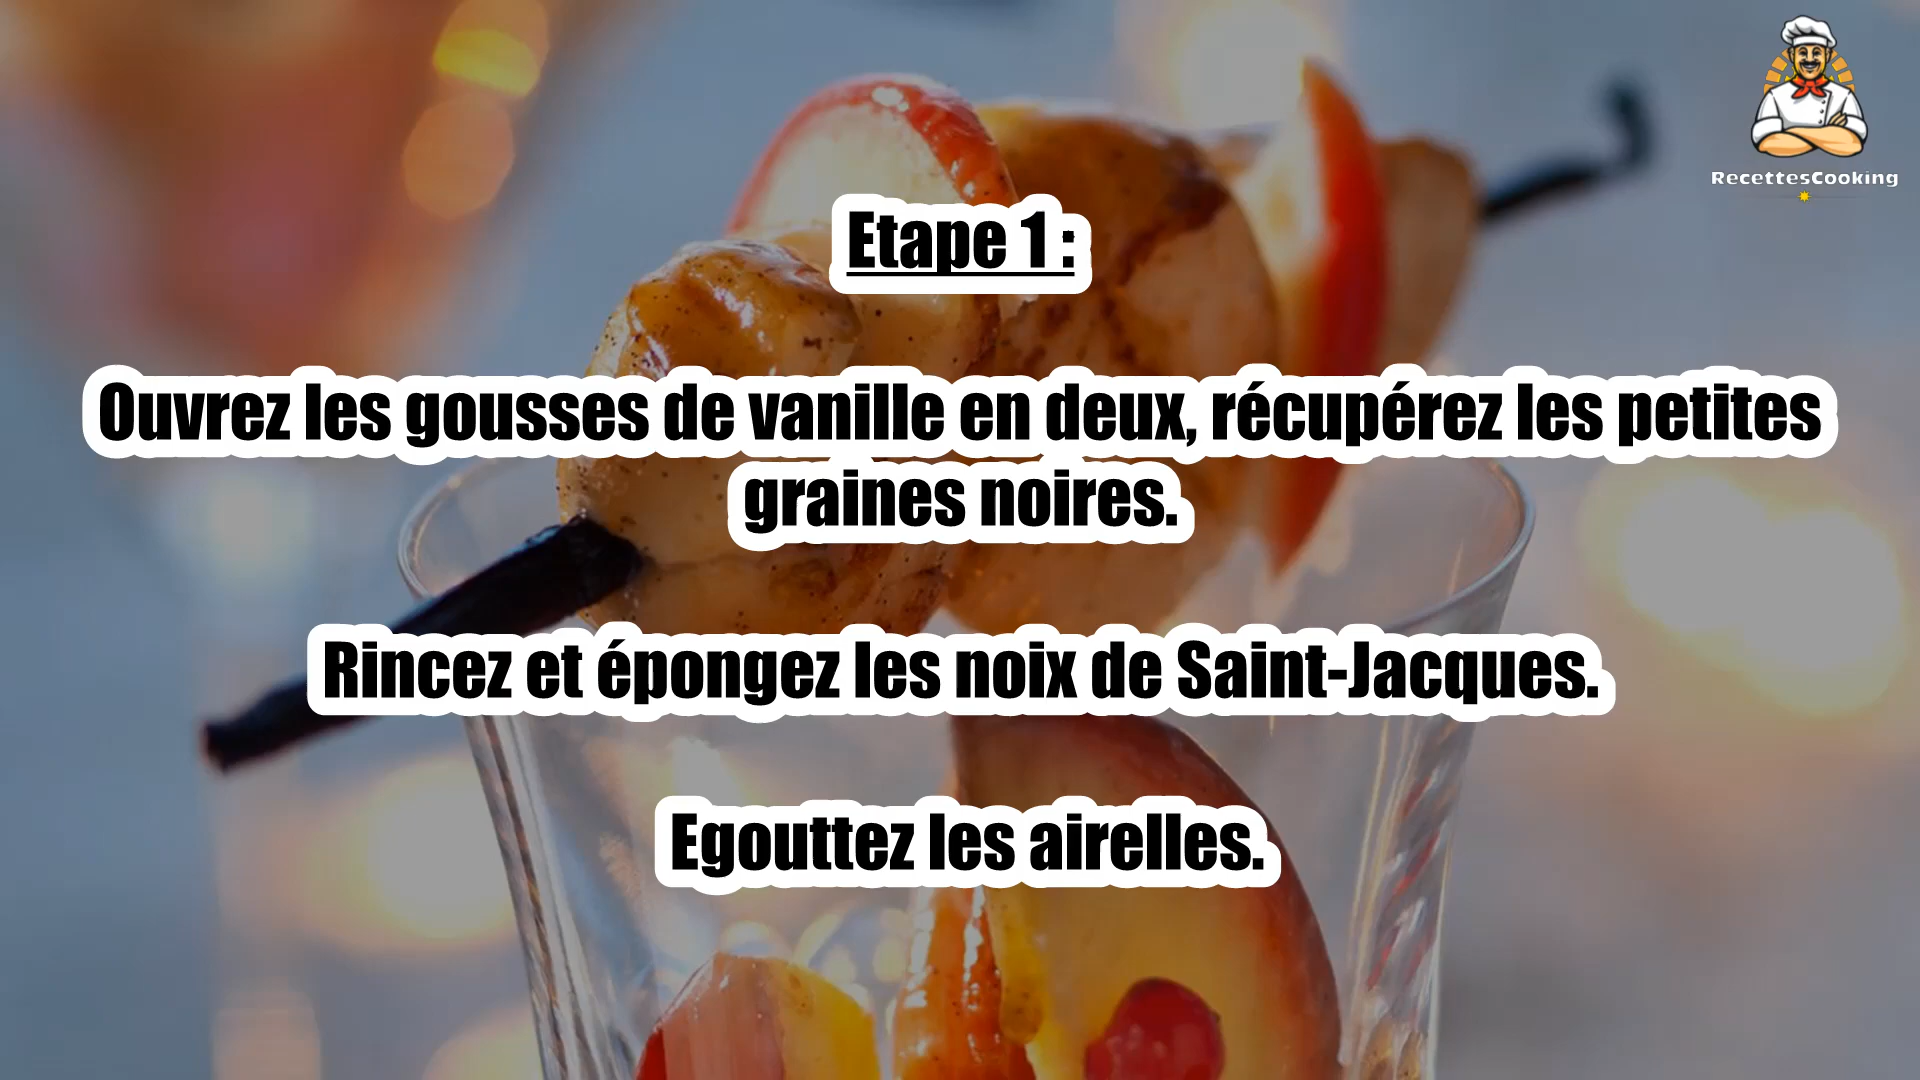 RecettesCooking
Etape 1 :
Ouvrez les gousses de vanille en deux, récupérez les petites
graines noires.
Rincez et épongez les noix de Saint-Jacques.
Egouttez les airelles.